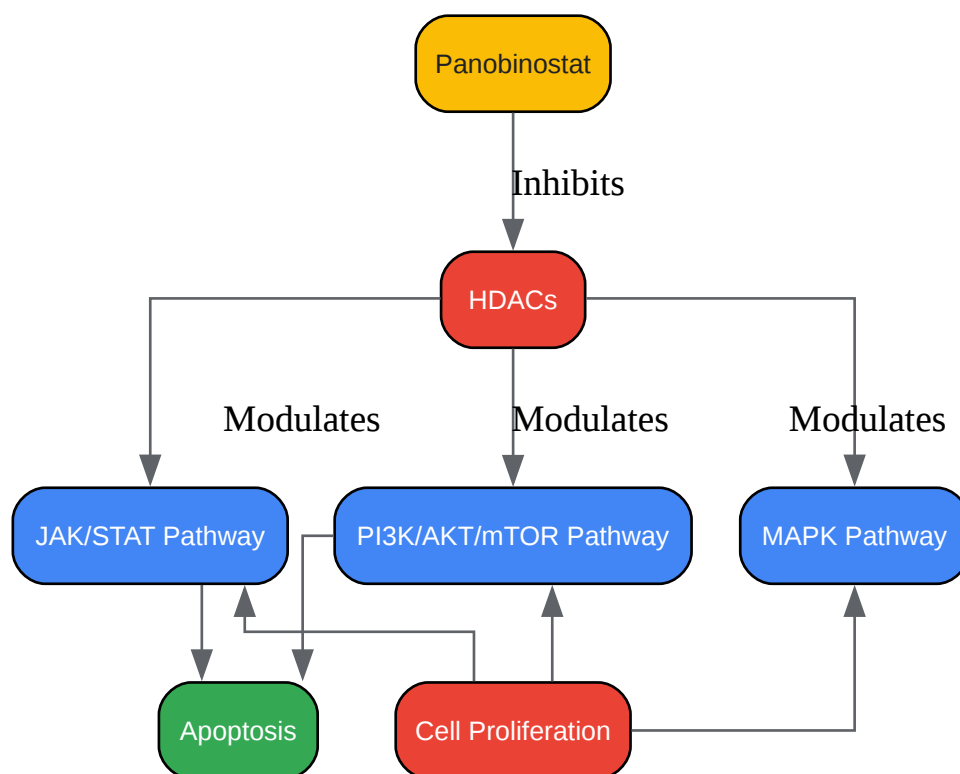 Panobinostat
Inhibits
HDACs
Modulates
Modulates
Modulates
JAK/STAT Pathway
PI3K/AKT/mTOR Pathway
MAPK Pathway
Apoptosis
Cell Proliferation